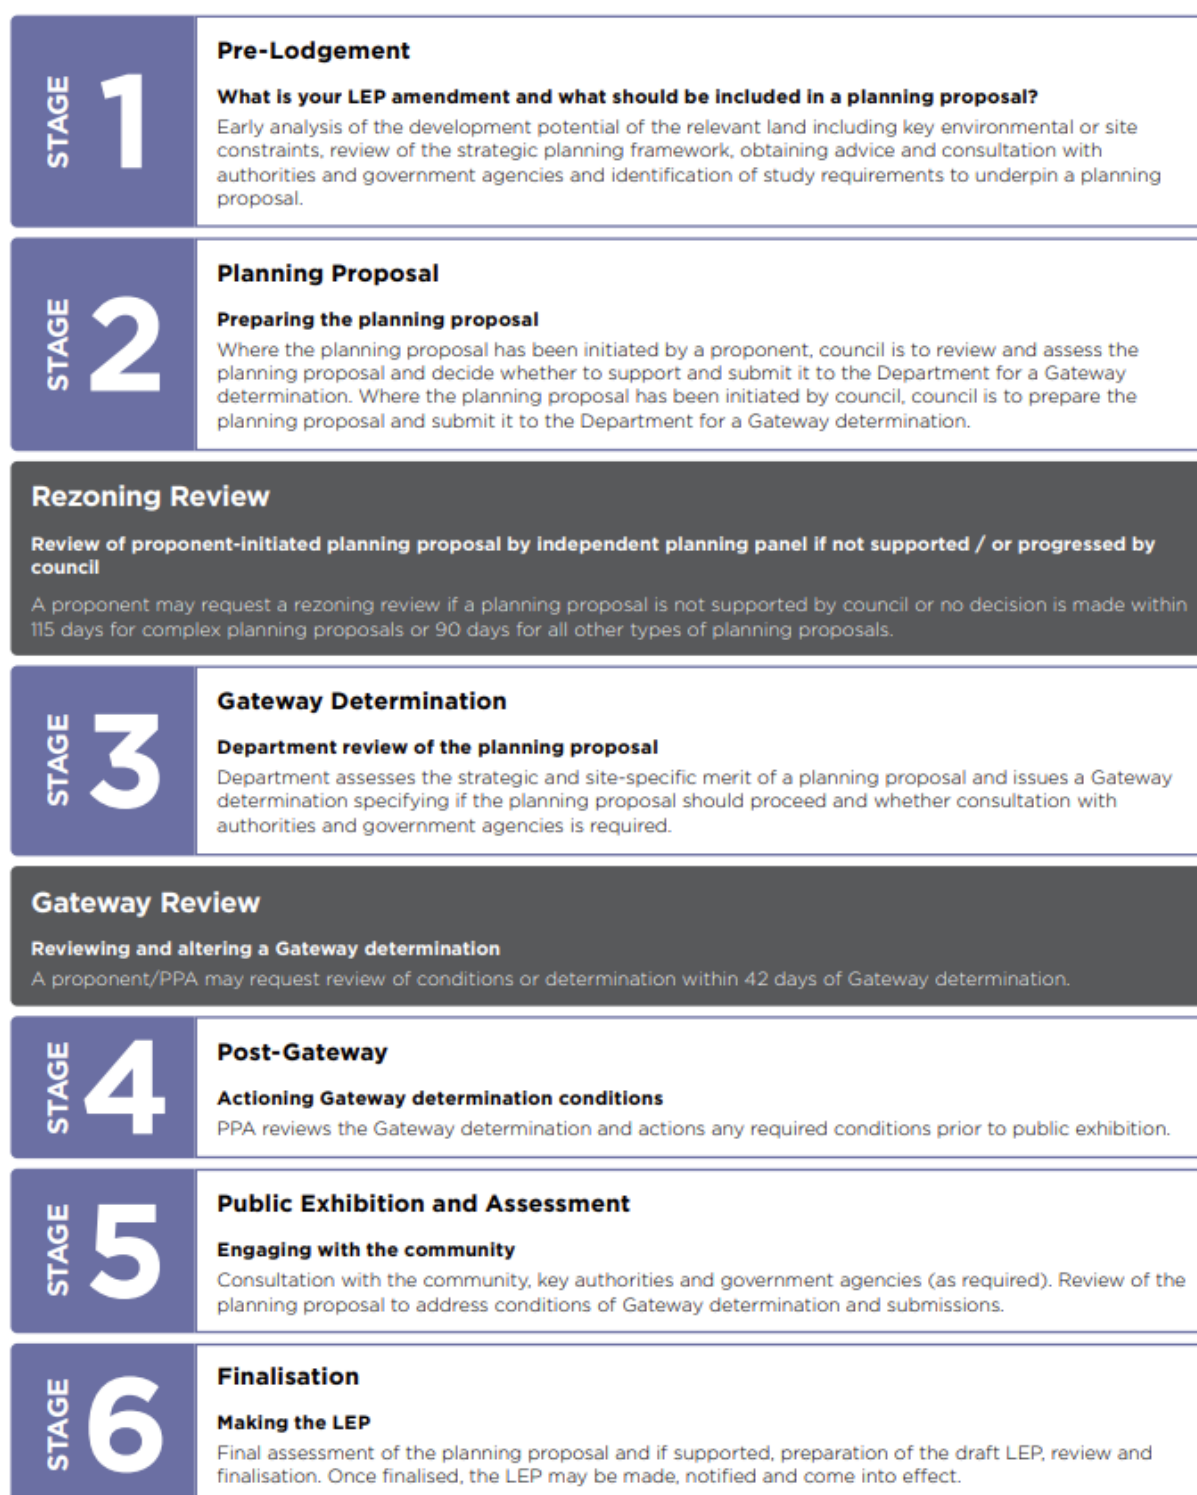 STAGE 1
Pre-Lodgement
What is your LEP amendment and what should be included in a planning proposal?
Early analysis of the development potential of the relevant land including key environmental or site
constraints, review of the strategic planning framework, obtaining advice and consultation with
authorities and government agencies and identification of study requirements to underpin a planning
proposal.
STAGE 2
Planning Proposal
Preparing the planning proposal
Where the planning proposal has been initiated by a proponent, council is to review and assess the
planning proposal and decide whether to support and submit it to the Department for a Gateway
determination. Where the planning proposal has been initiated by council, council is to prepare the
planning proposal and submit it to the Department for a Gateway determination.
Rezoning Review
Review of proponent-initiated planning proposal by independent planning panel if not supported / or progressed by
council
A proponent may request a rezoning review if a planning proposal is not supported by council or no decision is made within
115 days for complex planning proposals or 90 days for all other types of planning proposals.
STAGE 3
Gateway Determination
Department review of the planning proposal
Department assesses the strategic and site-specific merit of a planning proposal and issues a Gateway
determination specifying if the planning proposal should proceed and whether consultation with
authorities and government agencies is required.
Gateway Review
Reviewing and altering a Gateway determination
A proponent/PPA may request review of conditions or determination within 42 days of Gateway determination.
STAGE 4
Post-Gateway
Actioning Gateway determination conditions
PPA reviews the Gateway determination and actions any required conditions prior to public exhibition.
STAGE 5
Public Exhibition and Assessment
Engaging with the community
Consultation with the community, key authorities and government agencies (as required). Review of the
planning proposal to address conditions of Gateway determination and submissions.
STAGE 6
Finalisation
Making the LEP
Final assessment of the planning proposal and if supported, preparation of the draft LEP, review and
finalisation. Once finalised, the LEP may be made, notified and come into effect.